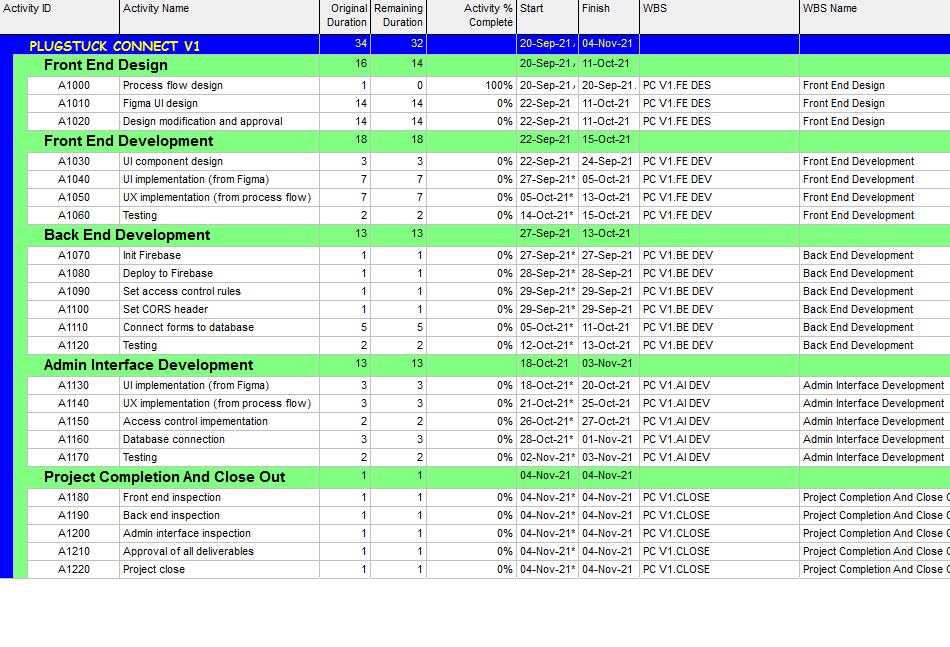 Activity ID Activity Name Original Duration Remaining Duration Activity % Complete Start Finish WBS WBS Name
PLUGSTUCK CONNECT V1 34 32 20-Sep-21 04-Nov-21
Front End Design 16 14 20-Sep-21 11-Oct-21
A1000 Process flow design 1 0 100% 20-Sep-21 20-Sep-21 PC V1.FE DES Front End Design
A1010 Figma UI design 14 14 0% 22-Sep-21 11-Oct-21 PC V1.FE DES Front End Design
A1020 Design modification and approval 14 14 0% 22-Sep-21 11-Oct-21 PC V1.FE DES Front End Design
Front End Development 18 18 22-Sep-21 15-Oct-21
A1030 UI component design 3 3 0% 22-Sep-21 24-Sep-21 PC V1.FE DEV Front End Development
A1040 UI implementation (from Figma) 7 7 0% 27-Sep-21* 05-Oct-21 PC V1.FE DEV Front End Development
A1050 UX implementation (from process flow) 7 7 0% 05-Oct-21* 13-Oct-21 PC V1.FE DEV Front End Development
A1060 Testing 2 2 0% 14-Oct-21* 15-Oct-21 PC V1.FE DEV Front End Development
Back End Development 13 13 27-Sep-21 13-Oct-21
A1070 Init Firebase 1 1 0% 27-Sep-21* 27-Sep-21 PC V1.BE DEV Back End Development
A1080 Deploy to Firebase 1 1 0% 28-Sep-21* 28-Sep-21 PC V1.BE DEV Back End Development
A1090 Set access control rules 1 1 0% 29-Sep-21* 29-Sep-21 PC V1.BE DEV Back End Development
A1100 Set CORS header 1 1 0% 29-Sep-21* 29-Sep-21 PC V1.BE DEV Back End Development
A1110 Connect forms to database 5 5 0% 05-Oct-21* 11-Oct-21 PC V1.BE DEV Back End Development
A1120 Testing 2 2 0% 12-Oct-21* 13-Oct-21 PC V1.BE DEV Back End Development
Admin Interface Development 13 13 18-Oct-21 03-Nov-21
A1130 UI implementation (from Figma) 3 3 0% 18-Oct-21* 20-Oct-21 PC V1.AI DEV Admin Interface Development
A1140 UX implementation (from process flow) 3 3 0% 21-Oct-21* 25-Oct-21 PC V1.AI DEV Admin Interface Development
A1150 Access control impementation 2 2 0% 26-Oct-21* 27-Oct-21 PC V1.AI DEV Admin Interface Development
A1160 Database connection 3 3 0% 28-Oct-21* 01-Nov-21 PC V1.AI DEV Admin Interface Development
A1170 Testing 2 2 0% 02-Nov-21* 03-Nov-21 PC V1.AI DEV Admin Interface Development
Project Completion And Close Out 1 1 04-Nov-21 04-Nov-21
A1180 Front end inspection 1 1 0% 04-Nov-21* 04-Nov-21 PC V1.CLOSE Project Completion And Close
A1190 Back end inspection 1 1 0% 04-Nov-21* 04-Nov-21 PC V1.CLOSE Project Completion And Close
A1200 Admin interface inspection 1 1 0% 04-Nov-21* 04-Nov-21 PC V1.CLOSE Project Completion And Close
A1210 Approval of all deliverables 1 1 0% 04-Nov-21* 04-Nov-21 PC V1.CLOSE Project Completion And Close
A1220 Project close 1 1 0% 04-Nov-21* 04-Nov-21 PC V1.CLOSE Project Completion And Close